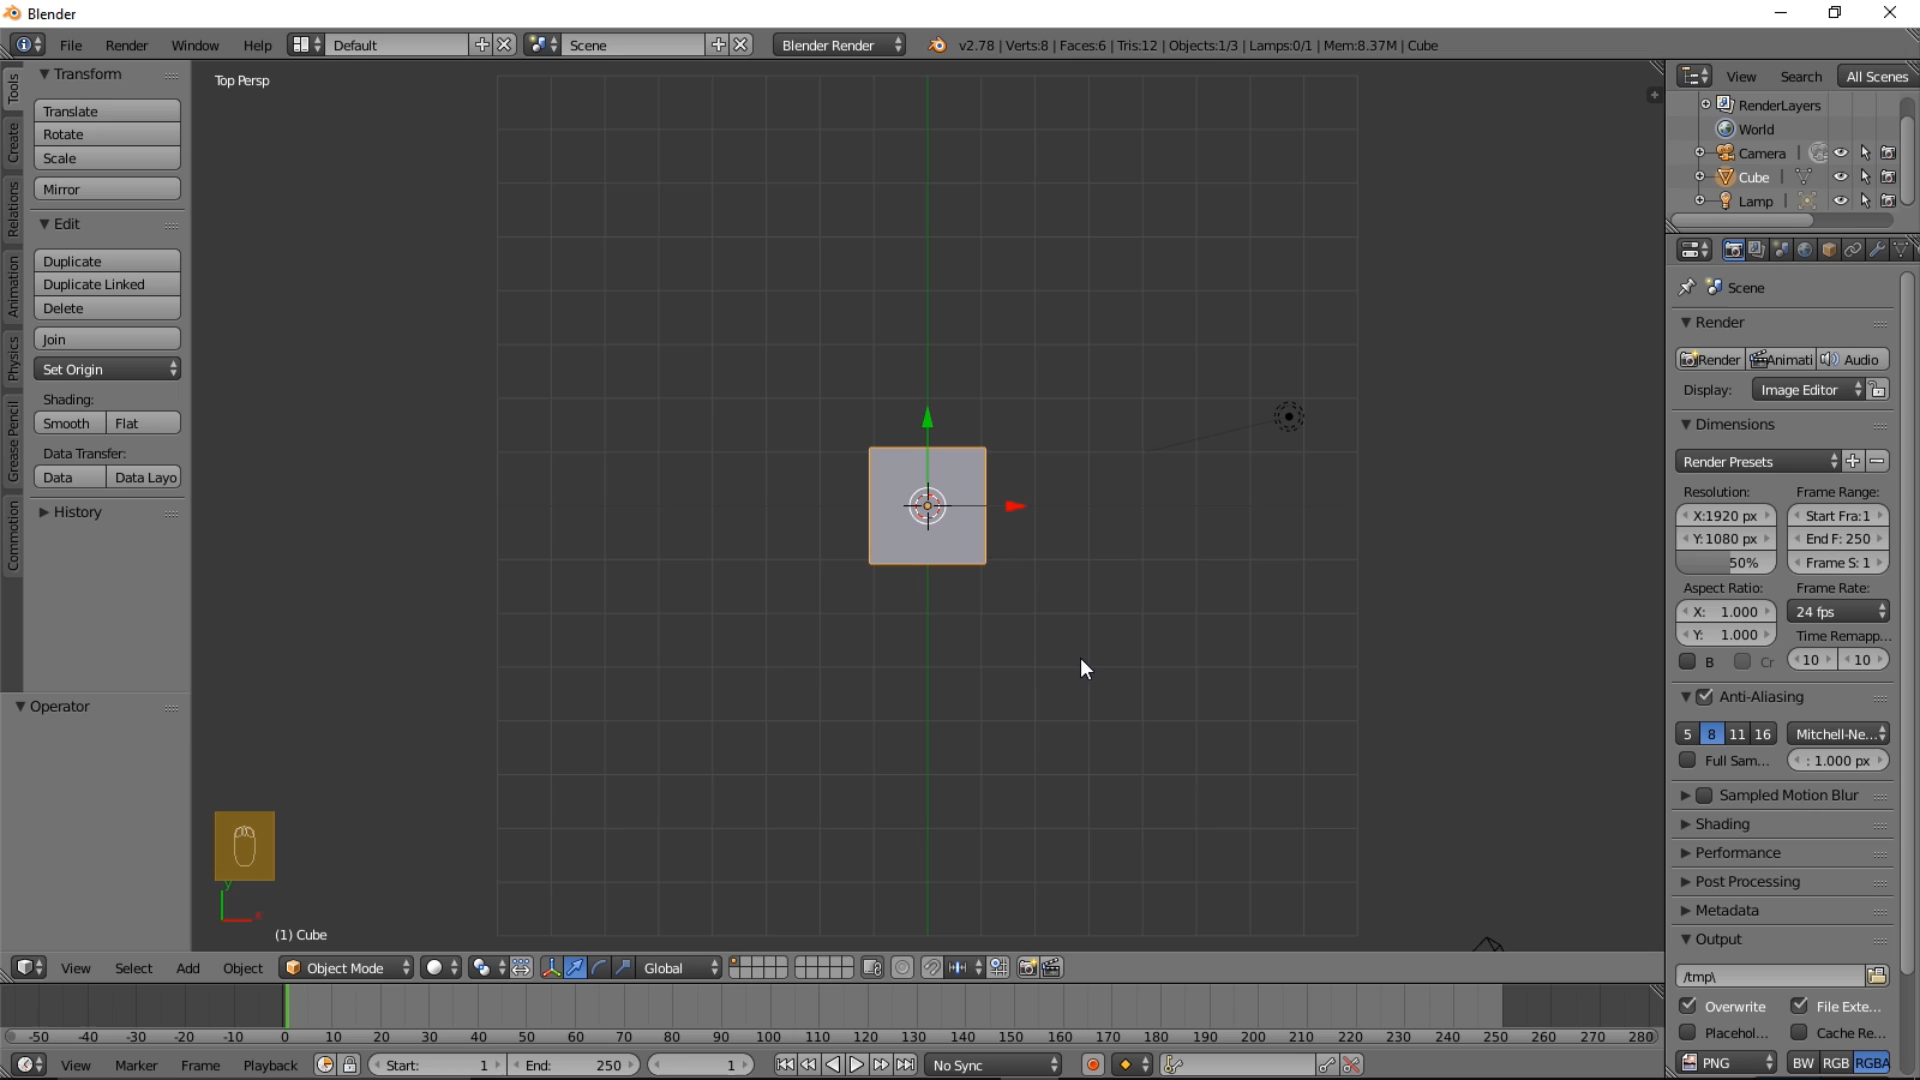 Blender
File Render Window Help Default Scene Blender Render v2.78 | Verts:8 | Faces:6 | Tris:12 | Objects:1/3 | Lamps:0/1 | Mem:8.37M | Cube
Tools
Create
Relations
Animation
Physics
Grease Pencil
Commotion
Transform
Translate
Rotate
Scale
Mirror
Edit
Duplicate
Duplicate Linked
Delete
Join
Set Origin
Shading:
Smooth Flat
Data Transfer:
Data Data Layo
History
Operator
Top Persp
y
x
(1) Cube
View Search All Scenes
RenderLayers
World
Camera
Cube
Lamp
Scene
Render
Render Animati Audio
Display: Image Editor
Dimensions
Render Presets
Resolution: Frame Range:
X:1920 px Start Fra:1
Y:1080 px End F: 250
50% Frame S: 1
Aspect Ratio: Frame Rate:
X: 1.000 24 fps
Y: 1.000 Time Remapp...
B Cr 10 10
Anti-Aliasing
5 8 11 16 Mitchell-Ne...
Full Sam... : 1.000 px
Sampled Motion Blur
Shading
Performance
Post Processing
Metadata
Output
/tmp\
Overwrite File Exte...
Placehol... Cache Re...
PNG BW RGB RGBA
View Select Add Object Object Mode Global
-50 -40 -30 -20 -10 0 10 20 30 40 50 60 70 80 90 100 110 120 130 140 150 160 170 180 190 200 210 220 230 240 250 260 270 280
View Marker Frame Playback Start: 1 End: 250 1 No Sync